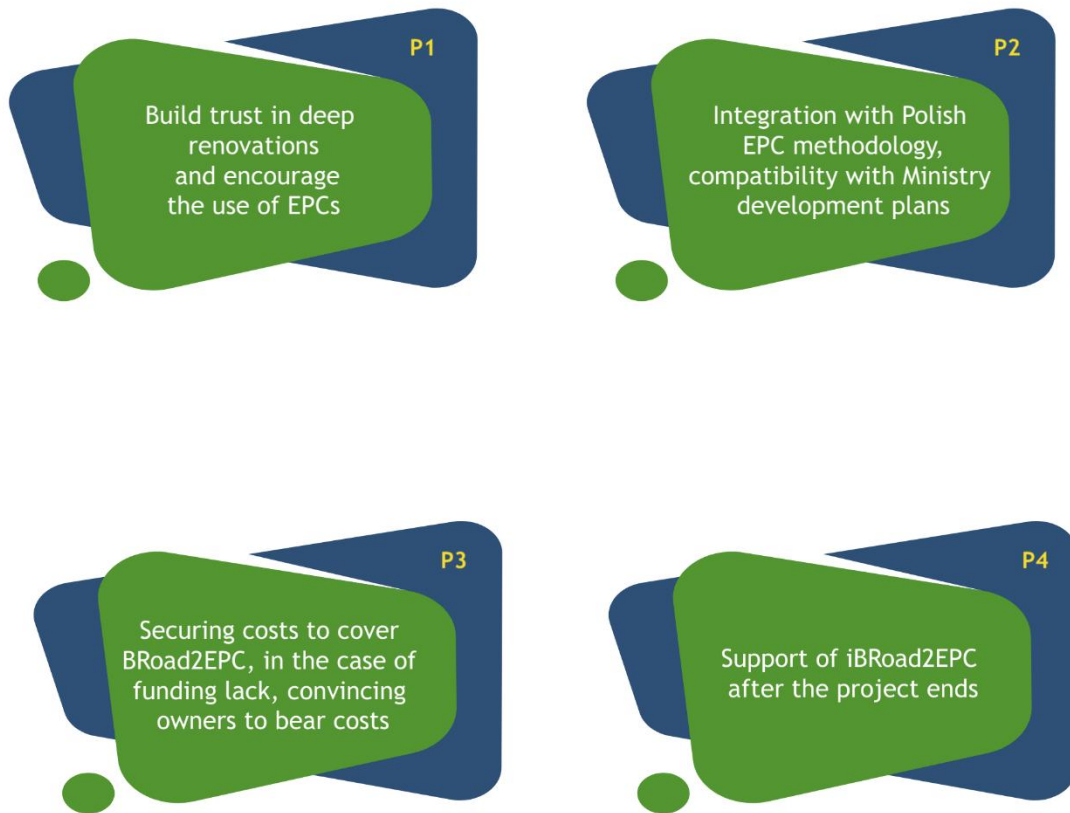 P1
Build trust in deep
renovations
and encourage
the use of EPCs
P2
Integration with Polish
EPC methodology,
compatibility with Ministry
development plans
P3
Securing costs to cover
BRoad2EPC, in the case of
funding lack, convincing
owners to bear costs
P4
Support of iBRoad2EPC
after the project ends